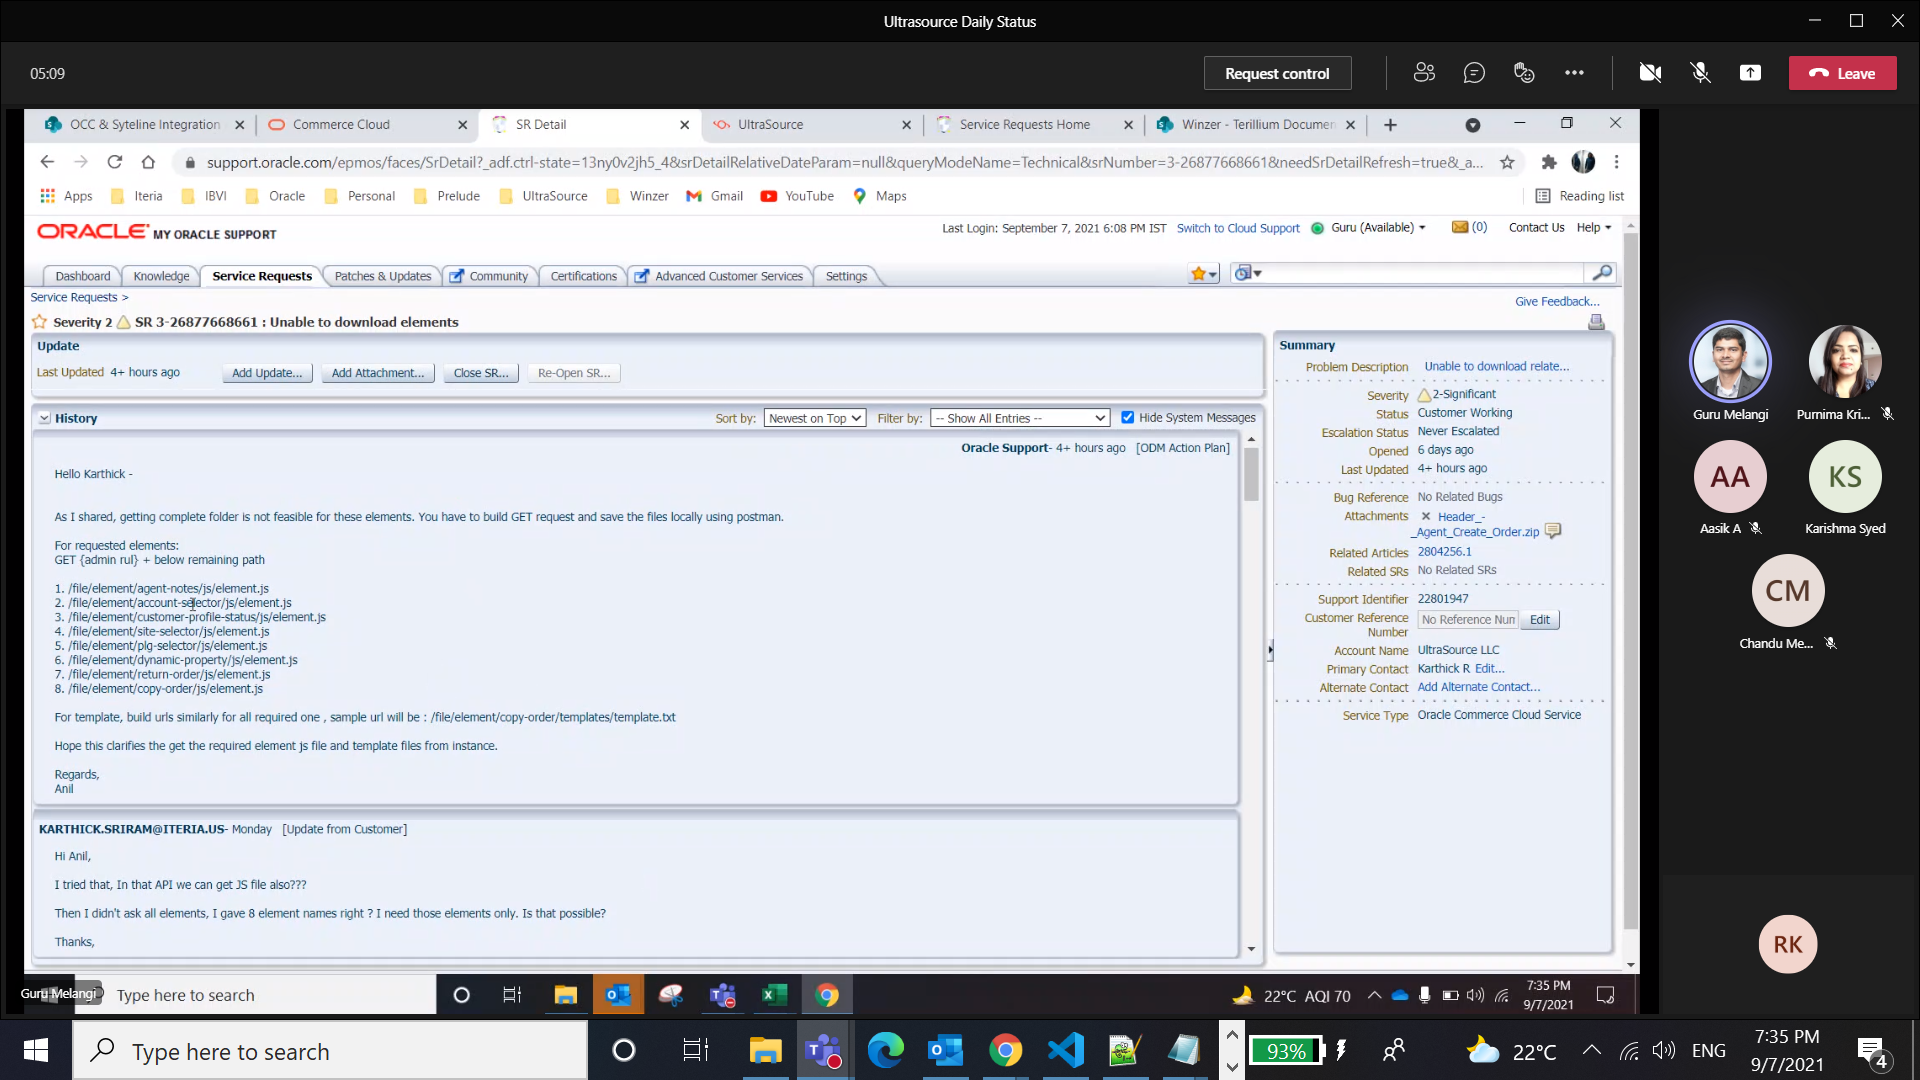 Ultrasource Daily Status
05:09
Request control
Leave
OCC & Syteline Integration
Commerce Cloud
SR Detail
UltraSource
Service Requests Home
Winzer - Terillium Documen
support.oracle.com/epmos/faces/SrDetail?_adf.ctrl-state=13ny0v2jh5_4&srDetailRelativeDateParam=null&queryModeName=Technical&srNumber=3-26877668661&needSrDetailRefresh=true&_a...
Apps
Iteria
IBVI
Oracle
Personal
Prelude
UltraSource
Winzer
Gmail
YouTube
Maps
Reading list
ORACLE MY ORACLE SUPPORT
Last Login: September 7, 2021 6:08 PM IST
Switch to Cloud Support
Guru (Available)
(0)
Contact Us
Help
Dashboard
Knowledge
Service Requests
Patches & Updates
Community
Certifications
Advanced Customer Services
Settings
Service Requests >
Give Feedback...
Severity 2 SR 3-26877668661 : Unable to download elements
Update
Last Updated 4+ hours ago
Add Update...
Add Attachment...
Close SR...
Re-Open SR...
History
Sort by: Newest on Top
Filter by: -- Show All Entries --
Hide System Messages
Oracle Support- 4+ hours ago [ODM Action Plan]
Hello Karthick -
As I shared, getting complete folder is not feasible for these elements. You have to build GET request and save the files locally using postman.
For requested elements:
GET {admin rul} + below remaining path
1. /file/element/agent-notes/js/element.js
2. /file/element/account-selector/js/element.js
3. /file/element/customer-profile-status/js/element.js
4. /file/element/site-selector/js/element.js
5. /file/element/plg-selector/js/element.js
6. /file/element/dynamic-property/js/element.js
7. /file/element/return-order/js/element.js
8. /file/element/copy-order/js/element.js
For template, build urls similarly for all required one , sample url will be : /file/element/copy-order/templates/template.txt
Hope this clarifies the get the required element js file and template files from instance.
Regards,
Anil
KARTHICK.SRIRAM@ITERIA.US- Monday [Update from Customer]
Hi Anil,
I tried that, In that API we can get JS file also???
Then I didn't ask all elements, I gave 8 element names right ? I need those elements only. Is that possible?
Thanks,
Summary
Problem Description Unable to download relate...
Severity 2-Significant
Status Customer Working
Escalation Status Never Escalated
Opened 6 days ago
Last Updated 4+ hours ago
Bug Reference No Related Bugs
Attachments Header_-
_Agent_Create_Order.zip
Related Articles 2804256.1
Related SRs No Related SRs
Support Identifier 22801947
Customer Reference No Reference Num Edit
Number
Account Name UltraSource LLC
Primary Contact Karthick R Edit...
Alternate Contact Add Alternate Contact...
Service Type Oracle Commerce Cloud Service
Guru Melangi
Purnima Kri...
AA
KS
Aasik A
Karishma Syed
CM
Chandu Me...
RK
Guru Melangi
Type here to search
22°C AQI 70
7:35 PM
9/7/2021
Type here to search
93%
22°C
ENG
7:35 PM
9/7/2021
4